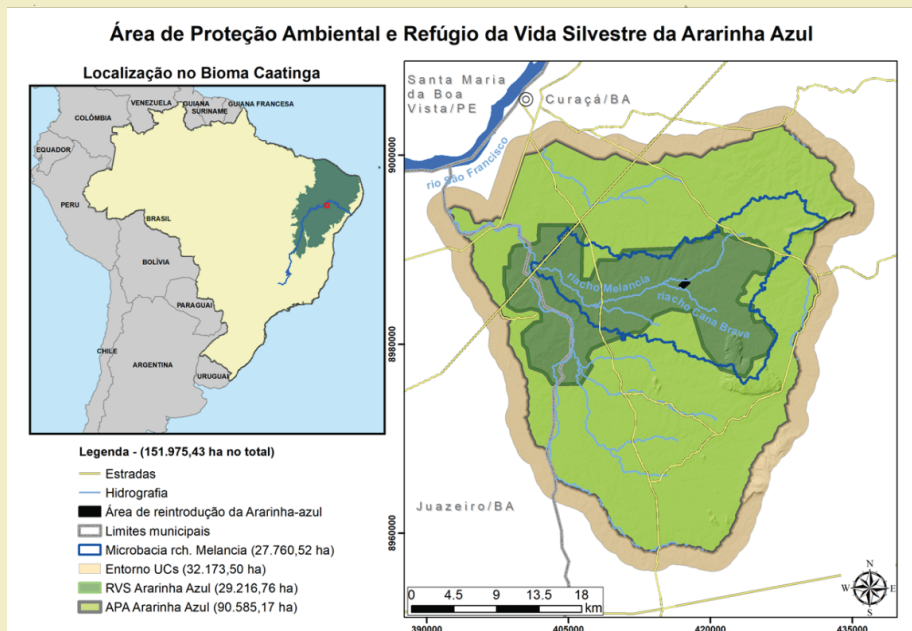 Área de Proteção Ambiental e Refúgio da Vida Silvestre da Ararinha Azul
Localização no Bioma Caatinga
VENEZUELA
GUIANA
GUIANA FRANCESA
SURINAME
COLÔMBIA
EQUADOR
PERU
BRASIL
BOLÍVIA
PARAGUAI
CHILE
ARGENTINA
URUGUAI
Legenda - (151.975,43 ha no total)
Estradas
Hidrografia
Área de reintrodução da Ararinha-azul
Limites municipais
Microbacia rch. Melancia (27.760,52 ha)
Entorno UCs (32.173,50 ha)
RVS Ararinha Azul (29.216,76 ha)
APA Ararinha Azul (90.585,17 ha)
Santa Maria
da Boa
Vista/PE
Curaçá/BA
rio São Francisco
riacho Melancia
riacho Cana Brava
Juazeiro/BA
9000000
8980000
8960000
0 4.5 9 13.5 18
km
N
W E
S
390000 405000 420000 435000